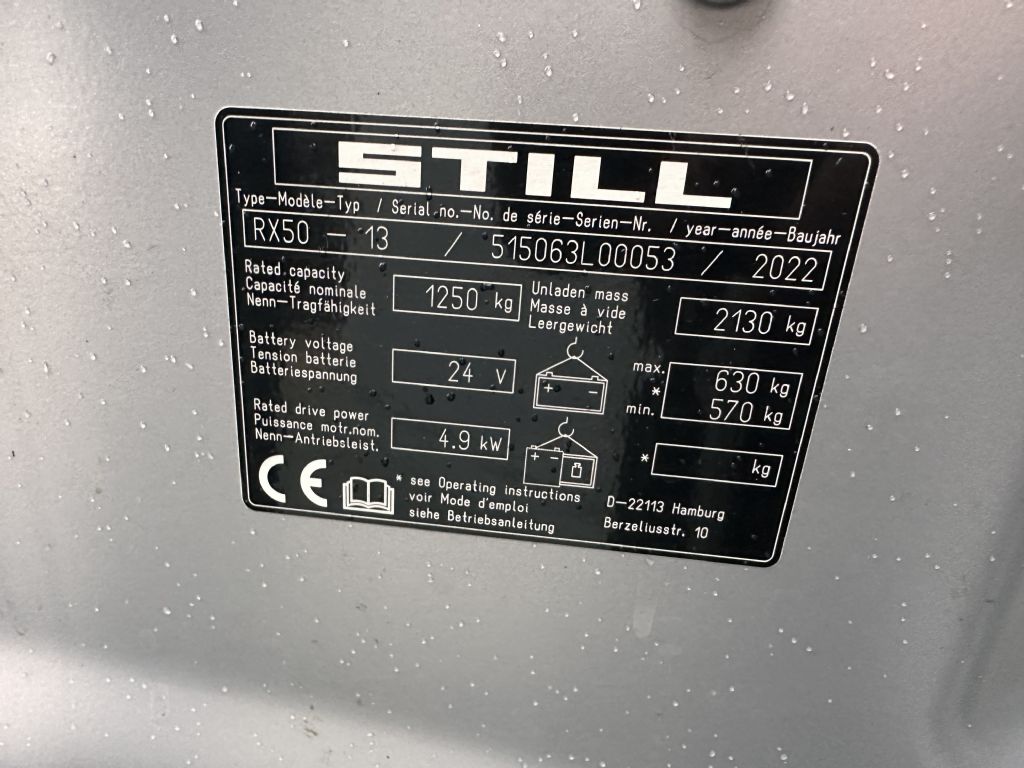 STILL
Type-Modèle-Typ / Serial no.-No. de série-Serien-Nr. / year-année-Baujahr
RX50 - 13 / 515063L00053 / 2022
Rated capacity
Capacité nominale
Nenn-Tragfähigkeit
1250 kg
Unladen mass
Masse à vide
Leergewicht
2130 kg
Battery voltage
Tension batterie
Batteriespannung
24 V
max. 630 kg
*
min. 570 kg
Rated drive power
Puissance motr.nom.
Nenn-Antriebsleist.
4.9 kW
* kg
CE
* see Operating instructions
voir Mode d'emploi
siehe Betriebsanleitung
D-22113 Hamburg
Berzeliusstr. 10